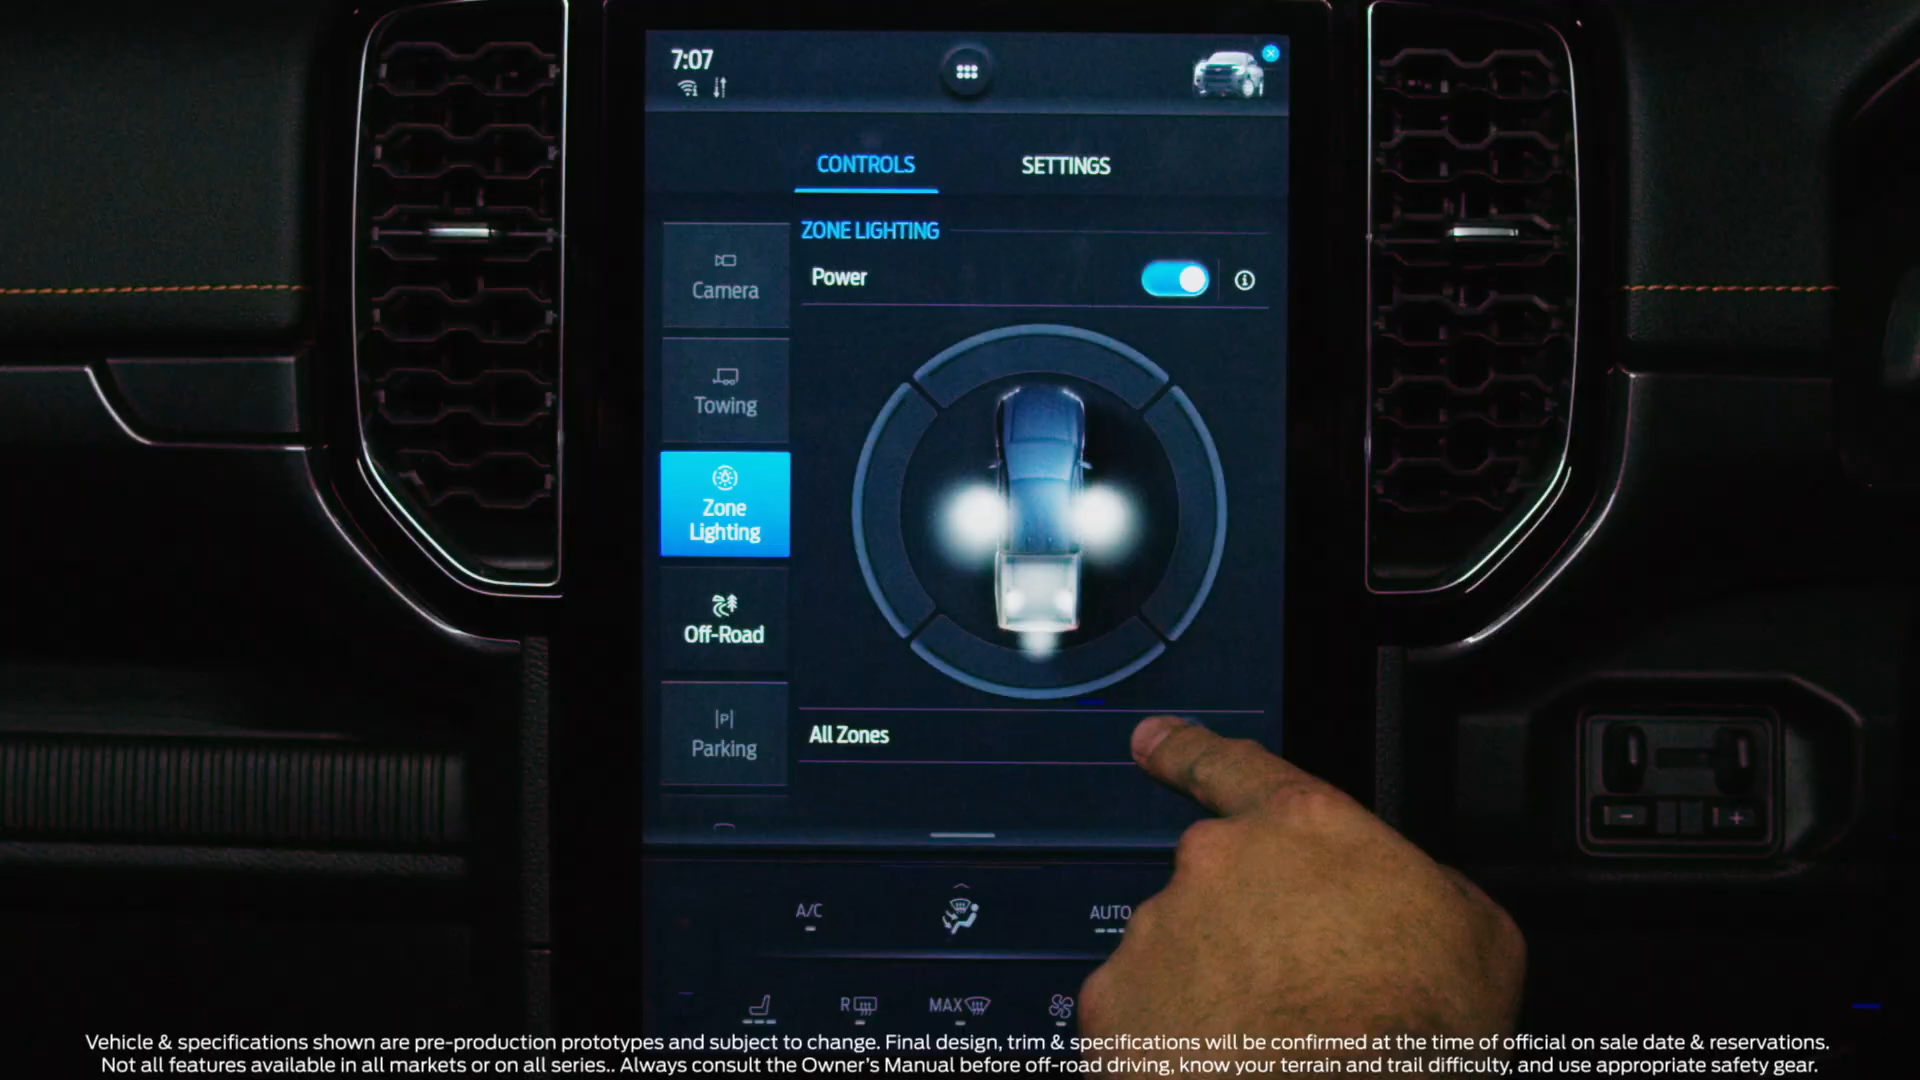 7:07
CONTROLS
SETTINGS
ZONE LIGHTING
Power
Camera
Towing
Zone
Lighting
Off-Road
P
Parking
All Zones
A/C
AUTO
R
MAX
Vehicle & specifications shown are pre-production prototypes and subject to change. Final design, trim & specifications will be confirmed at the time of official on sale date & reservations.
Not all features available in all markets or on all series.. Always consult the Owner's Manual before off-road driving, know your terrain and trail difficulty, and use appropriate safety gear.